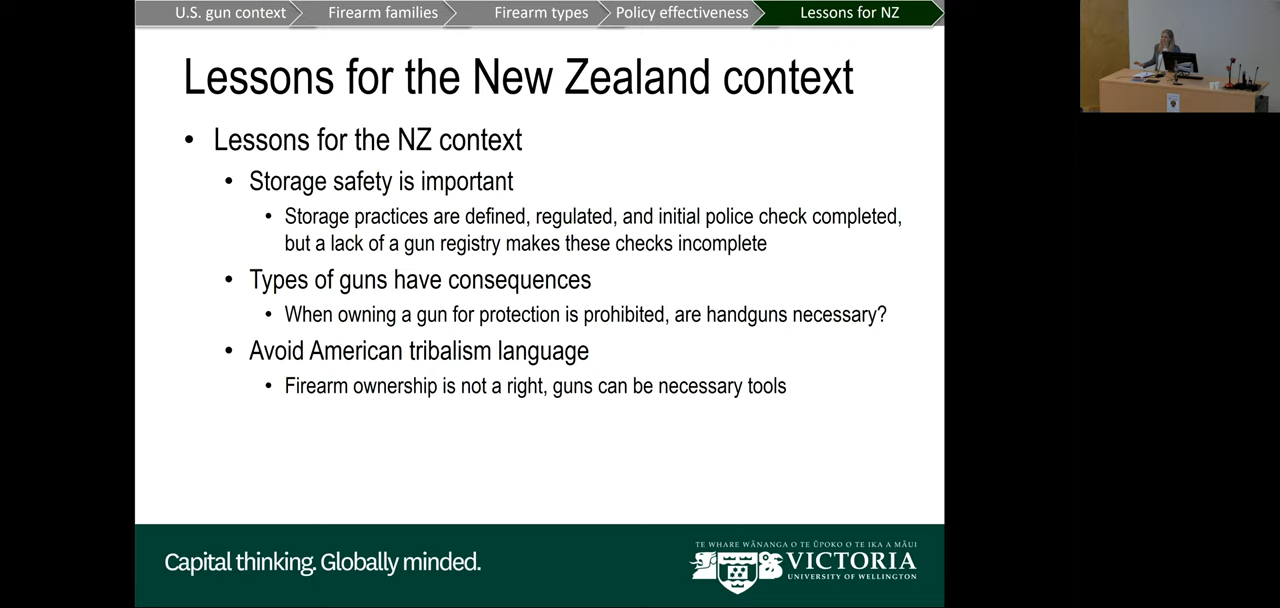 U.S. gun context
Firearm families
Firearm types
Policy effectiveness
Lessons for NZ
Lessons for the New Zealand context
• Lessons for the NZ context
• Storage safety is important
• Storage practices are defined, regulated, and initial police check completed,
but a lack of a gun registry makes these checks incomplete
• Types of guns have consequences
• When owning a gun for protection is prohibited, are handguns necessary?
• Avoid American tribalism language
• Firearm ownership is not a right, guns can be necessary tools
Capital thinking. Globally minded.
TE WHARE WĀNANGA O TE ŪPOKO O TE IKA A MĀUI
VICTORIA
UNIVERSITY OF WELLINGTON